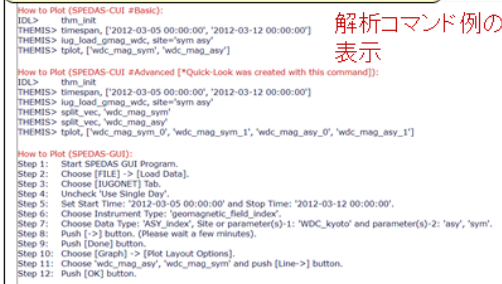 How to Plot (SPEDAS-CUI #Basic):
IDL> thm_init
THEMIS> timespan, ['2012-03-05 00:00:00', '2012-03-12 00:00:00']
THEMIS> iug_load_gmag_wdc, site='sym asy'
THEMIS> tplot, ['wdc_mag_sym', 'wdc_mag_asy']
解析コマンド例の
表示
How to Plot (SPEDAS-CUI #Advanced [*Quick-Look was created with this command]):
IDL> thm_init
THEMIS> timespan, ['2012-03-05 00:00:00', '2012-03-12 00:00:00']
THEMIS> iug_load_gmag_wdc, site='sym asy'
THEMIS> split_vec, 'wdc_mag_sym'
THEMIS> split_vec, 'wdc_mag_asy'
THEMIS> tplot, ['wdc_mag_sym_0', 'wdc_mag_sym_1', 'wdc_mag_asy_0', 'wdc_mag_asy_1']
How to Plot (SPEDAS-GUI):
Step 1: Start SPEDAS GUI Program.
Step 2: Choose [FILE] -> [Load Data].
Step 3: Choose [IUGONET] Tab.
Step 4: Uncheck 'Use Single Day'.
Step 5: Set Start Time: '2012-03-05 00:00:00' and Stop Time: '2012-03-12 00:00:00'.
Step 6: Choose Instrument Type: 'geomagnetic_field_index'.
Step 7: Choose Data Type: 'ASY_index', Site or parameter(s)-1: 'WDC_kyoto' and parameter(s)-2: 'asy', 'sym'.
Step 8: Push [->] button. (Please wait a few minutes).
Step 9: Push [Done] button.
Step 10: Choose [Graph] -> [Plot Layout Options].
Step 11: Choose 'wdc_mag_asy', 'wdc_mag_sym' and push [Line->] button.
Step 12: Push [OK] button.